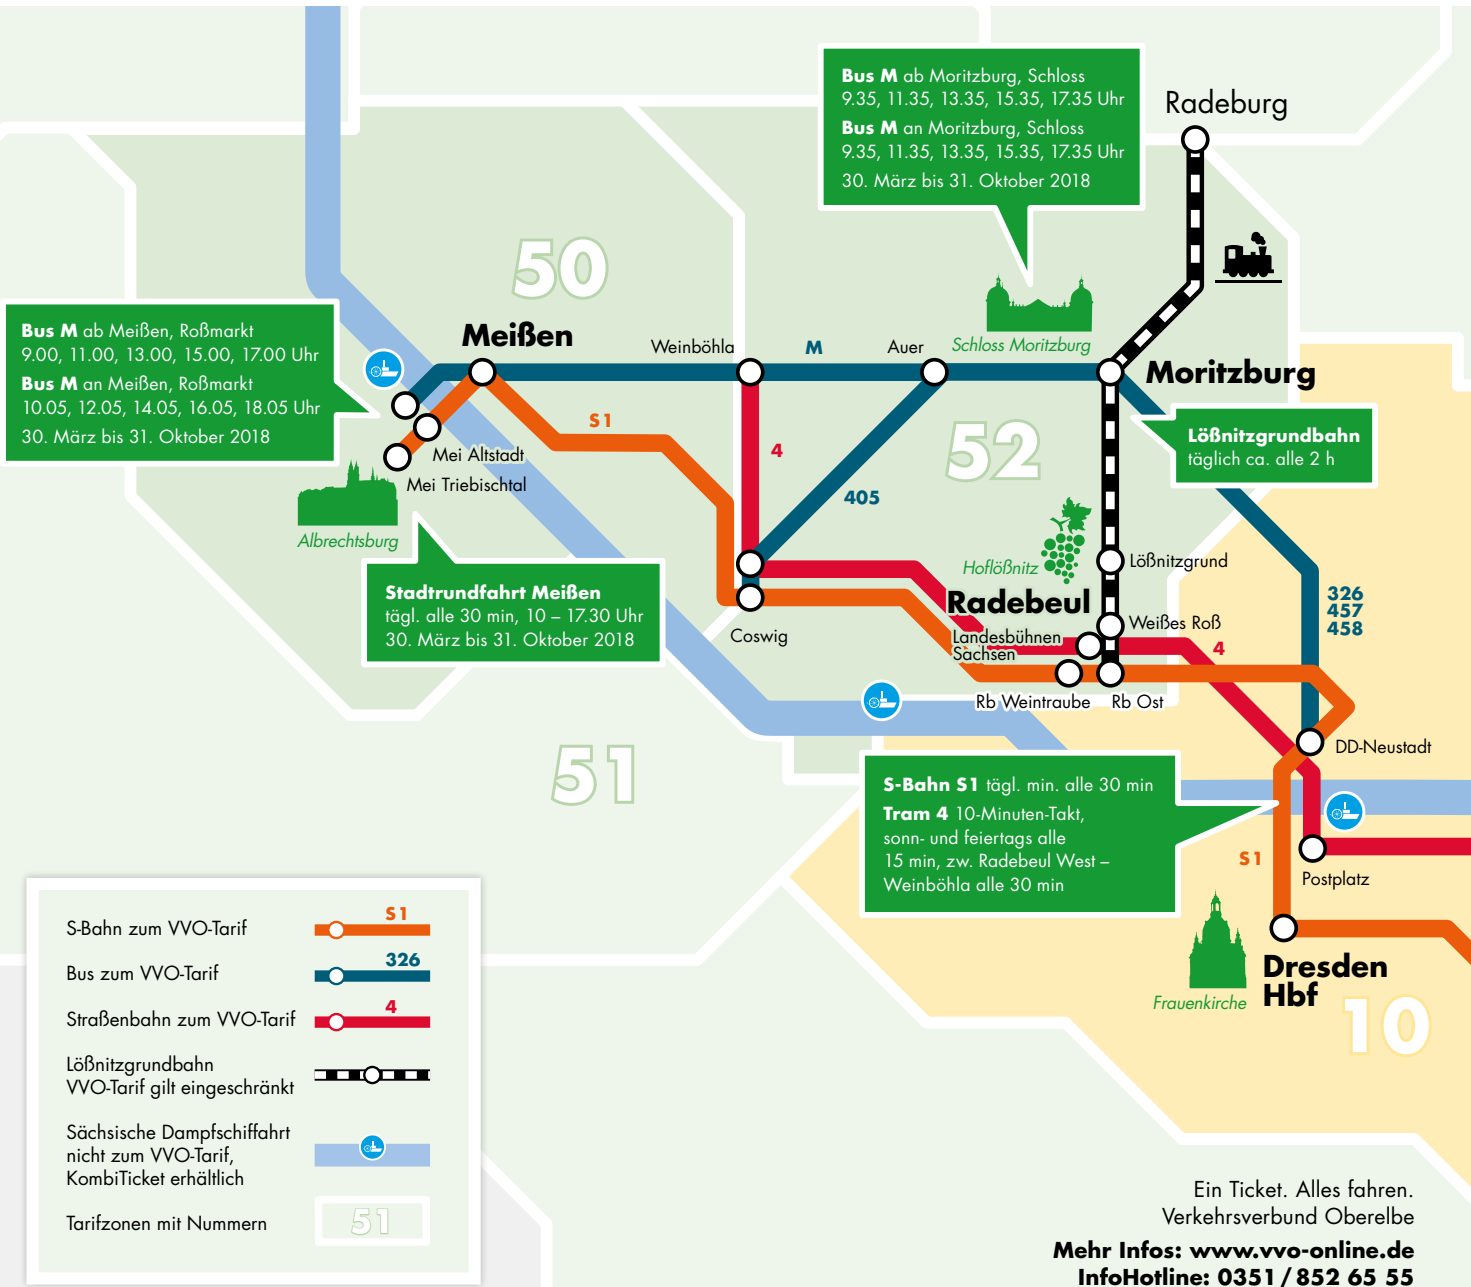 Bus M ab Moritzburg, Schloss
9.35, 11.35, 13.35, 15.35, 17.35 Uhr
Bus M an Moritzburg, Schloss
9.35, 11.35, 13.35, 15.35, 17.35 Uhr
30. März bis 31. Oktober 2018
Radeburg
50
Bus M ab Meißen, Roßmarkt
9.00, 11.00, 13.00, 15.00, 17.00 Uhr
Bus M an Meißen, Roßmarkt
10.05, 12.05, 14.05, 16.05, 18.05 Uhr
30. März bis 31. Oktober 2018
Meißen
Weinböhla
M
Auer
Schloss Moritzburg
Moritzburg
S1
4
52
405
Lößnitzgrundbahn
täglich ca. alle 2 h
Mei Altstadt
Mei Triebischtal
Albrechtsburg
Stadtrundfahrt Meißen
tägl. alle 30 min, 10 – 17.30 Uhr
30. März bis 31. Oktober 2018
Hoflößnitz
Lößnitzgrund
Radebeul
Weißes Roß
Landesbühnen
Sachsen
4
326
457
458
Coswig
Rb Weintraube
Rb Ost
DD-Neustadt
51
S-Bahn S1 tägl. min. alle 30 min
Tram 4 10-Minuten-Takt,
sonn- und feiertags alle
15 min, zw. Radebeul West –
Weinböhla alle 30 min
S1
Postplatz
Frauenkirche
Dresden
Hbf
10
S-Bahn zum VVO-Tarif
S1
Bus zum VVO-Tarif
326
Straßenbahn zum VVO-Tarif
4
Lößnitzgrundbahn
VVO-Tarif gilt eingeschränkt
Sächsische Dampfschiffahrt
nicht zum VVO-Tarif,
KombiTicket erhältlich
Tarifzonen mit Nummern
51
Ein Ticket. Alles fahren.
Verkehrsverbund Oberelbe
Mehr Infos: www.vvo-online.de
InfoHotline: 0351/852 65 55